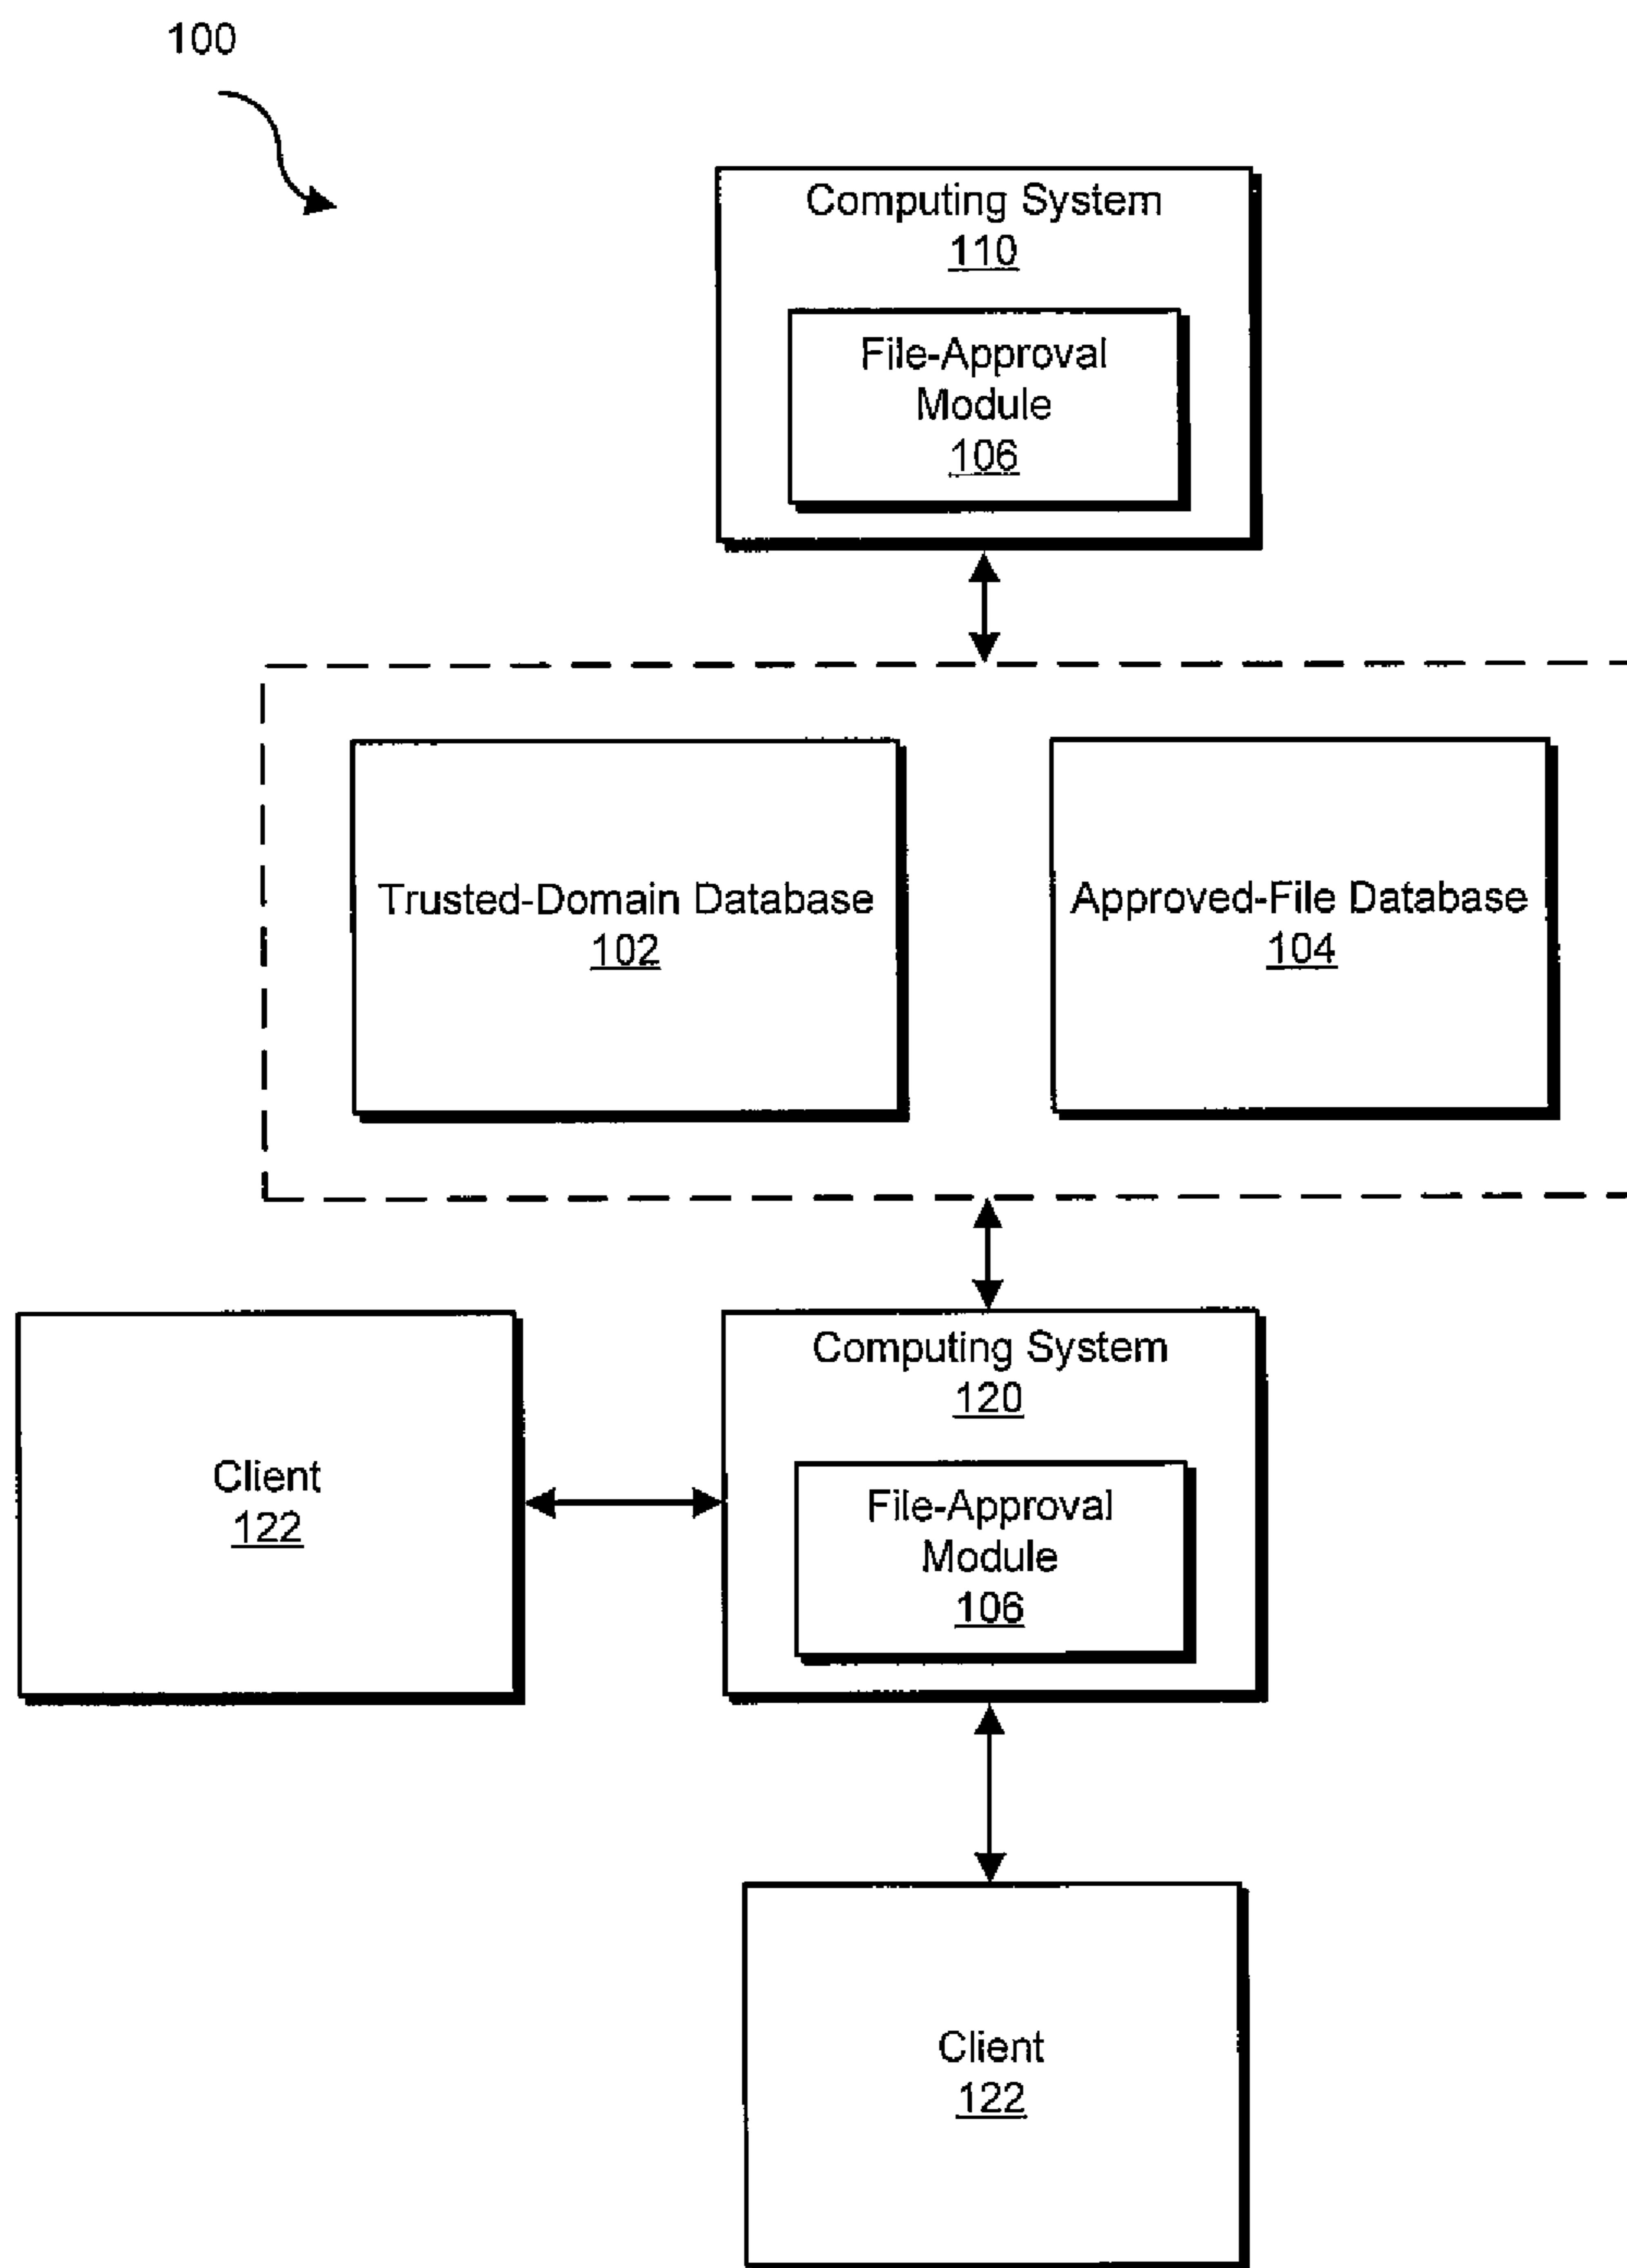 100
Computing System
110
File-Approval
Module
106
Trusted-Domain Database
102
Approved-File Database
104
Client
122
Computing System
120
File-Approval
Module
106
Client
122